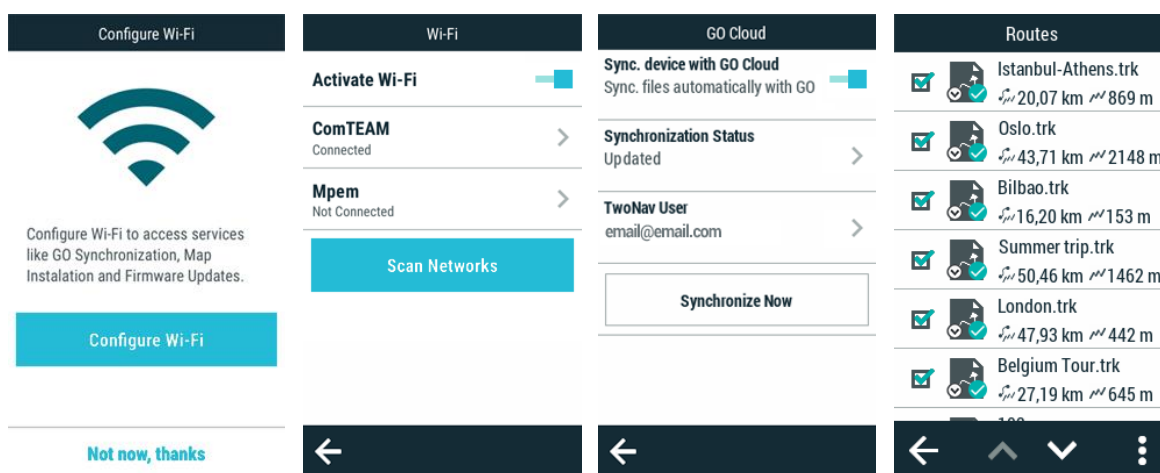 Configure Wi-Fi
Configure Wi-Fi to access services
like GO Synchronization, Map
Instalation and Firmware Updates.
Configure Wi-Fi
Not now, thanks
Wi-Fi
Activate Wi-Fi
ComTEAM
Connected
Mpem
Not Connected
Scan Networks
GO Cloud
Sync. device with GO Cloud
Sync. files automatically with GO
Synchronization Status
Updated
TwoNav User
email@email.com
Synchronize Now
Routes
Istanbul-Athens.trk
20,07 km 869 m
Oslo.trk
43,71 km 2148 m
Bilbao.trk
16,20 km 153 m
Summer trip.trk
50,46 km 1462 m
London.trk
47,93 km 442 m
Belgium Tour.trk
27,19 km 645 m